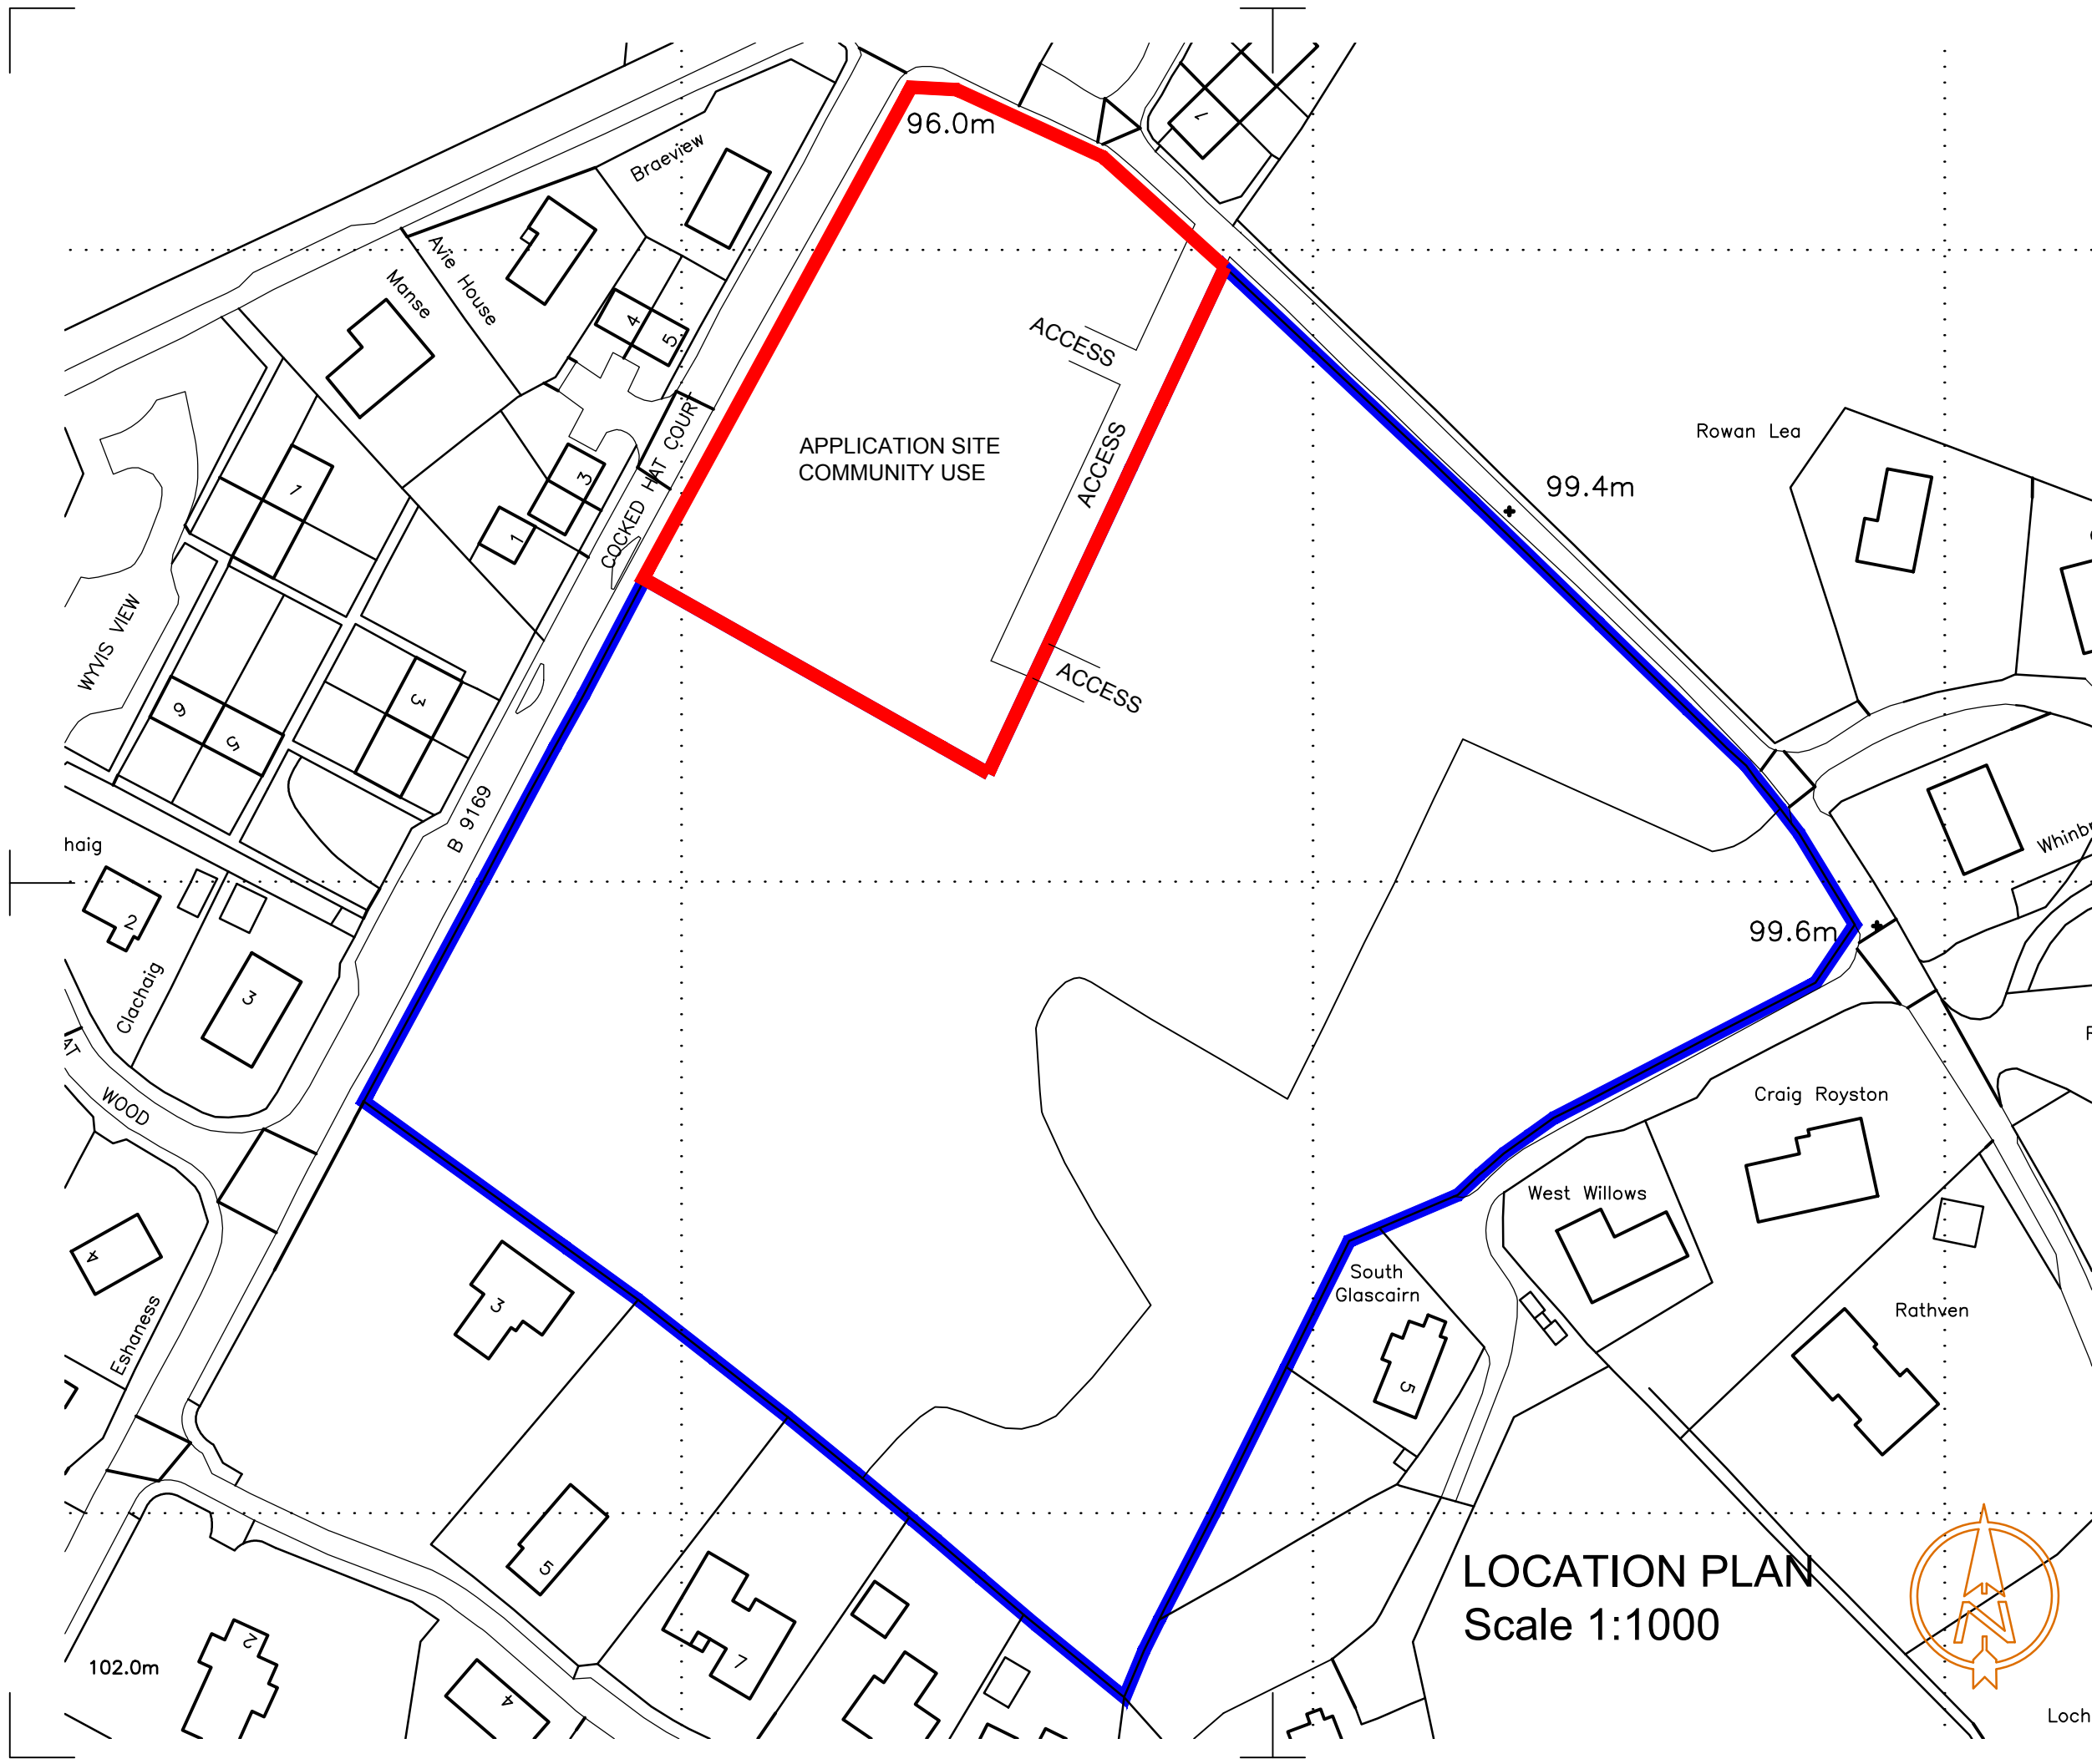 96.0m
1
Braeview
Avie House
Manse
4
5
ACCESS
COCKED HAT COURT
APPLICATION SITE
COMMUNITY USE
ACCESS
Rowan Lea
99.4m
1
3
1
WYVIS VIEW
ACCESS
3
6
5
B 9169
haig
2
Clachaig
3
99.6m
WOOD
Craig Royston
West Willows
4
Eshaness
3
South
Glascairn
5
Rathven
5
LOCATION PLAN
Scale 1:1000
N
102.0m
2
4
7
Loch